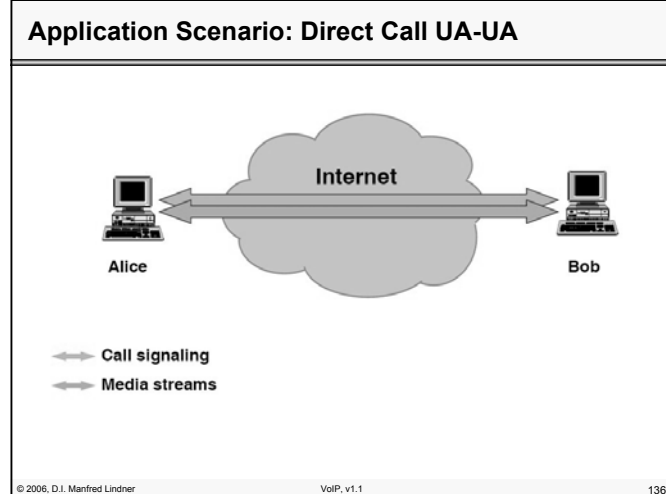 Application Scenario: Direct Call UA-UA
Internet
Alice
Bob
Call signaling
Media streams
© 2006, D.I. Manfred Lindner
VoIP, v1.1
136